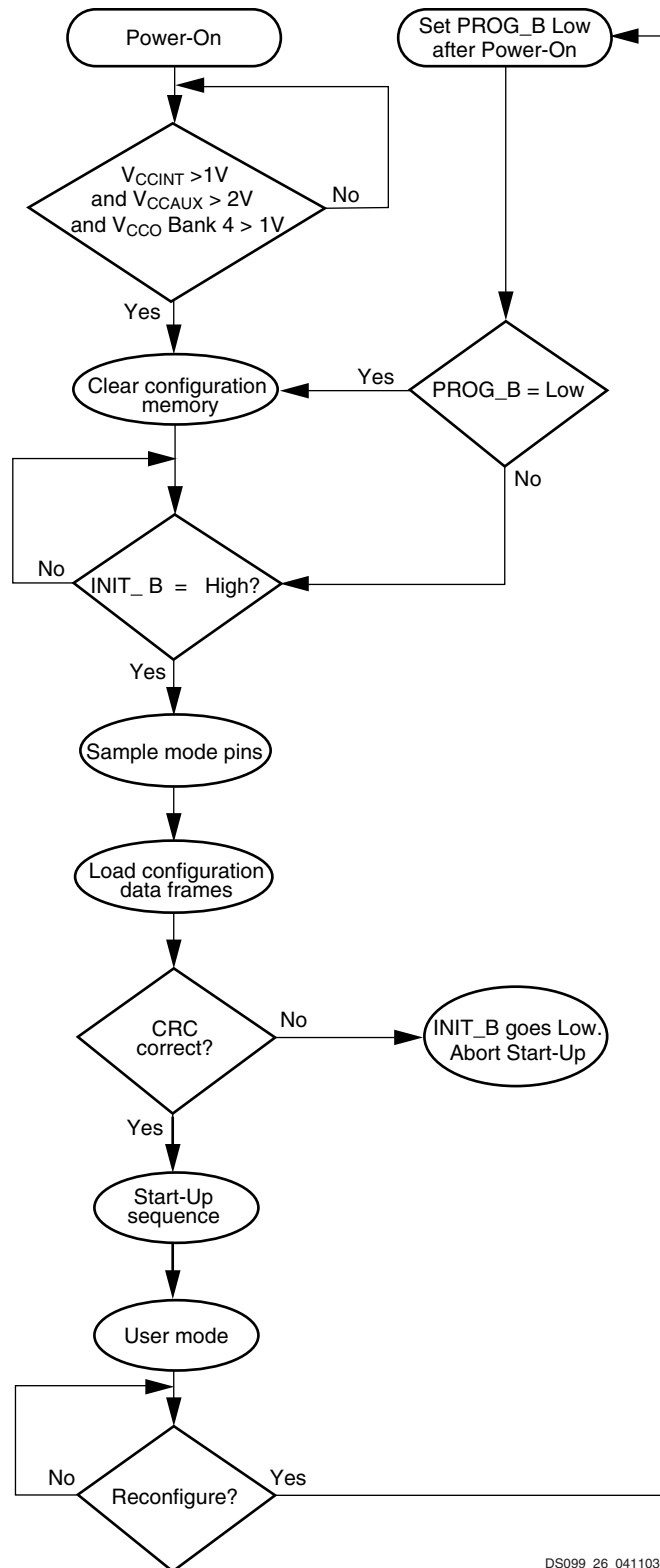 Power-On
Set PROG_B Low
after Power-On
VCCINT >1V
and VCCAUX > 2V
and VCCO Bank 4 > 1V
No
Yes
Clear configuration
memory
Yes
PROG_B = Low
No
No
INIT_ B = High?
Yes
Sample mode pins
Load configuration
data frames
CRC
correct?
No
INIT_B goes Low.
Abort Start-Up
Yes
Start-Up
sequence
User mode
No
Reconfigure?
Yes
DS099_26_041103